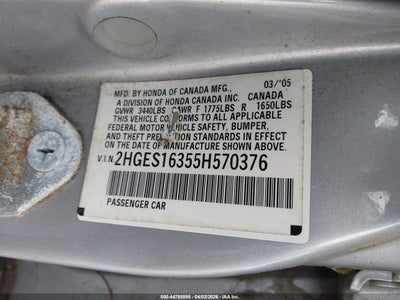 MFD. BY HONDA OF CANADA MFG., 03/'05
A DIVISION OF HONDA CANADA INC. CANADA
GVWR 3440LBS GAWR F 1775LBS R 1650LBS
THIS VEHICLE CONFORMS TO ALL APPLICABLE
FEDERAL MOTOR VEHICLE SAFETY, BUMPER,
AND THEFT PREVENTION STANDARDS IN EFFECT
ON THE DATE OF MANUFACTURE SHOWN ABOVE.
V.I.N. 2HGES16355H570376
PASSENGER CAR